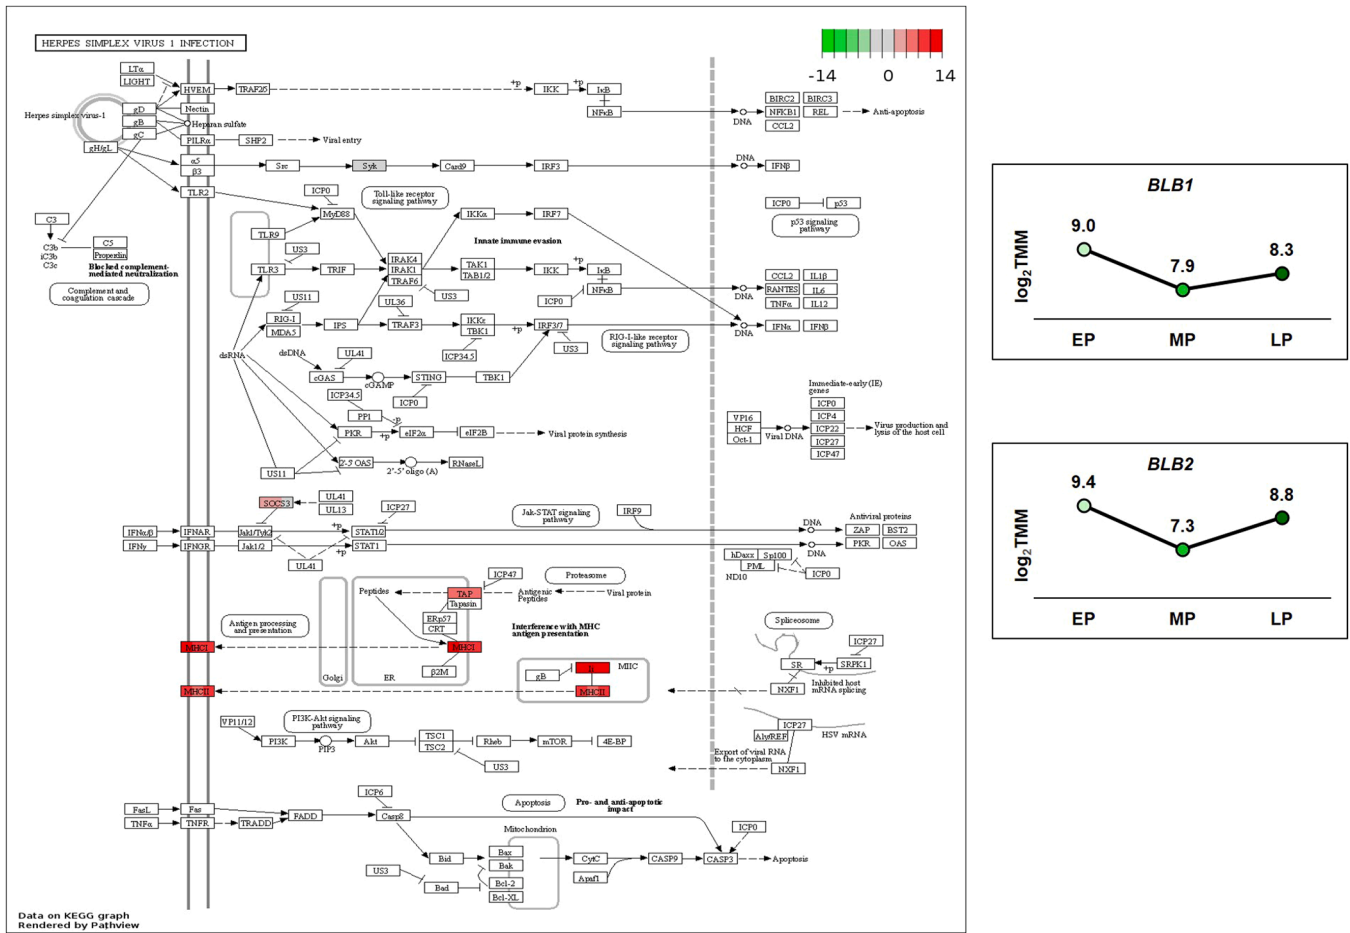 HERPES SIMPLEX VIRUS 1 INFECTION
-14 0 14
LTα
LIGHT
HVEM
TRAF2/5
+p
IKK
+p
IκB
NFκB
DNA
BIRC2 BIRC3
NFKB1 REL
CCL2
Anti-apoptosis
Herpes simplex virus-1
gD
gB
gC
gH/gL
Nectin
Heparan sulfate
PILRα
SHP2
Viral entry
α5
β3
Src
Syk
Card9
IRF3
DNA
IFNβ
TLR2
ICP0
MyD88
Toll-like receptor
signaling pathway
IKKα
IRF7
ICP0
p53
p53 signaling
pathway
C3
C3b
iC3b
C3c
C5
Properdin
Blocked complement-
mediated neutralization
Complement and
coagulation cascade
TLR9
US3
TLR3
TRIF
IRAK4
IRAK1
TRAF6
Innate immune evasion
TAK1
TAB1/2
IKK
+p
IκB
NFκB
US3
ICP0
DNA
CCL2 IL1β
RANTES IL6
TNFα IL12
US11
RIG-I
MDA5
IPS
UL36
TRAF3
IKKε
TBK1
ICP34.5
+p
IRF3/7
US3
RIG-I-like receptor
signaling pathway
DNA
IFNα IFNβ
dsRNA
dsDNA
UL41
cGAS
cGAMP
STING
TBK1
ICP0
ICP34.5
PP1
-p
PKR
+p
eIF2α
eIF2B
Viral protein synthesis
US11
2'-5' OAS
2'-5' oligo (A)
RNaseL
Immediate-early (IE)
genes
VP16
HCF
Oct-1
Viral DNA
ICP0
ICP4
ICP22
ICP27
ICP47
Virus production and
lysis of the host cell
SOCS3
UL41
UL13
ICP27
Jak-STAT signaling
pathway
IRF9
IFNα/β
IFNAR
Jak1/Tyk2
+p
STAT1/2
IFNγ
IFNGR
Jak1/2
+p
STAT1
UL41
DNA
DNA
Antiviral proteins
ZAP BST2
PKR OAS
hDaxx Sp100
PML
ND10
ICP0
Peptides
TAP
Tapasin
ICP47
Antigenic
Peptides
Proteasome
Viral protein
Antigen processing
and presentation
ERp57
CRT
Interference with MHC
antigen presentation
MHCI
MHCI
β2M
Golgi
ER
gB
Ii
MIIC
MHCII
MHCII
Spliceosome
SR
+p
SRPK1
ICP27
NXF1
Inhibited host
mRNA splicing
VP11/12
PI3K-Akt signaling
pathway
PI3K
PIP3
Akt
TSC1
TSC2
Rheb
mTOR
4E-BP
US3
ICP27
Aly/REF
HSV mRNA
Export of viral RNA
to the cytoplasm
NXF1
FasL
Fas
TNFα
TNFR
TRADD
FADD
ICP6
Casp8
Apoptosis
Pro- and anti-apoptotic
impact
Mitochondrion
Bid
Bax
Bak
Bcl-2
Bcl-XL
US3
Bad
CytC
Apaf1
CASP9
CASP3
ICP0
Apoptosis
Data on KEGG graph
Rendered by Pathview
BLB1
log2TMM
9.0 7.9 8.3
EP MP LP
BLB2
log2TMM
9.4 7.3 8.8
EP MP LP